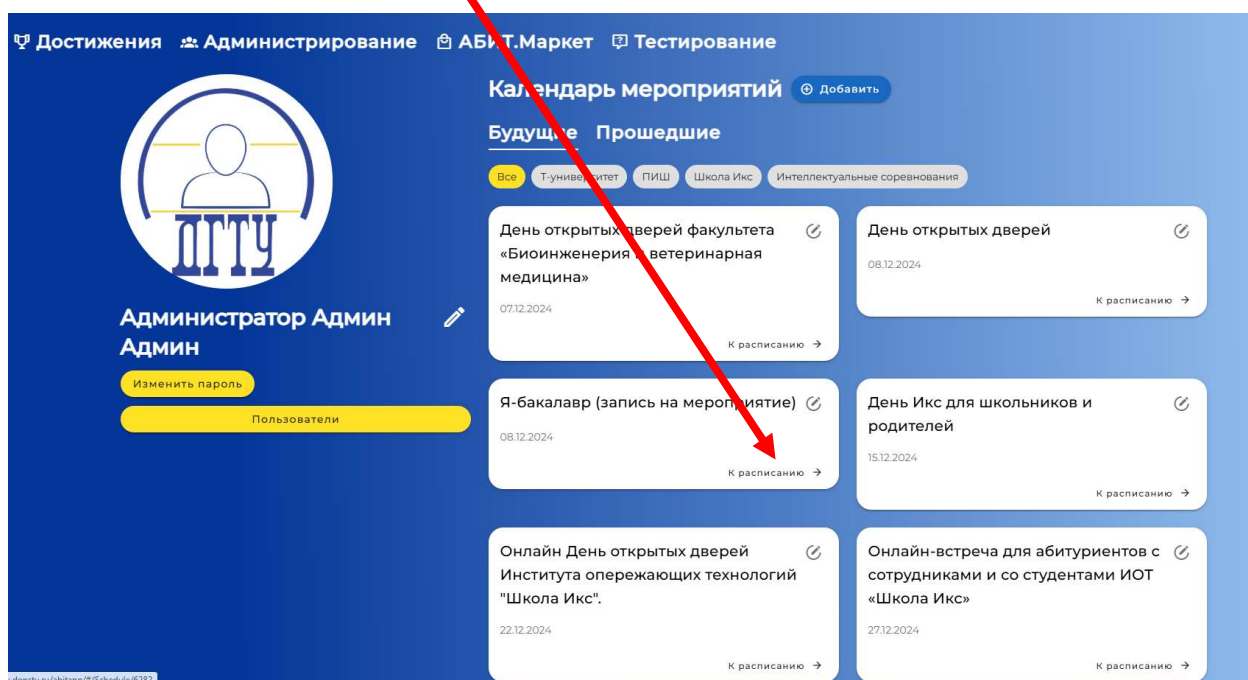 Достижения Администрирование АБИТ.Маркет Тестирование
Календарь мероприятий Добавить
Будущие Прошедшие
Все Т-университет ПИШ Школа Икс Интеллектуальные соревнования
ДГТУ
Администратор Админ
Админ
Изменить пароль
Пользователи
День открытых дверей факультета
«Биоинженерия и ветеринарная
медицина»
07.12.2024
К расписанию →
День открытых дверей
08.12.2024
К расписанию →
Я-бакалавр (запись на мероприятие)
08.12.2024
К расписанию →
День Икс для школьников и
родителей
15.12.2024
К расписанию →
Онлайн День открытых дверей
Института опережающих технологий
"Школа Икс".
22.12.2024
К расписанию →
Онлайн-встреча для абитуриентов с
сотрудниками и со студентами ИОТ
«Школа Икс»
27.12.2024
К расписанию →